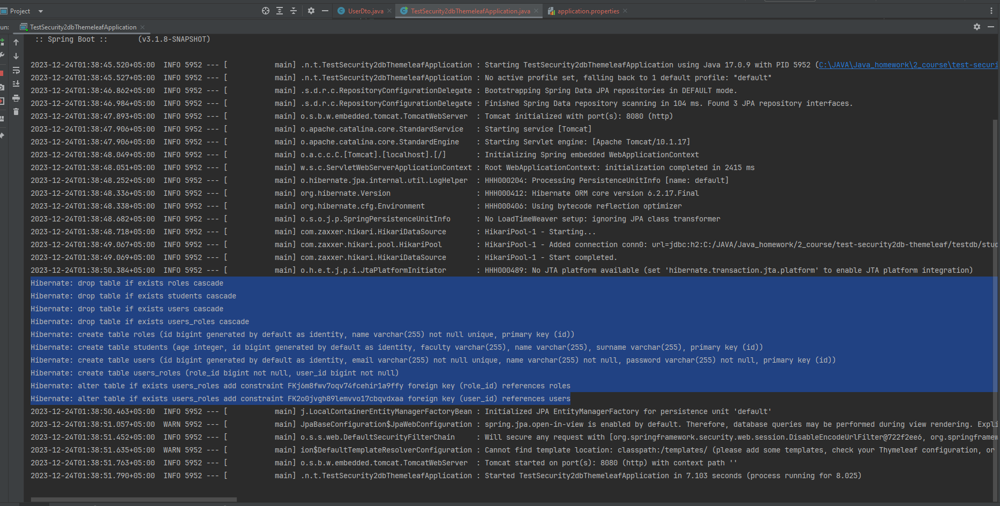 Project
UserDto.java
TestSecurity2dbThemeleafApplication.java
application.properties
un:
TestSecurity2dbThemeleafApplication
:: Spring Boot :: (v3.1.8-SNAPSHOT)
2023-12-24T01:38:45.520+05:00 INFO 5952 --- [ main] .n.t.TestSecurity2dbThemeleafApplication : Starting TestSecurity2dbThemeleafApplication using Java 17.0.9 with PID 5952 (C:\JAVA\Java_homework\2_course\test-securi
2023-12-24T01:38:45.527+05:00 INFO 5952 --- [ main] .n.t.TestSecurity2dbThemeleafApplication : No active profile set, falling back to 1 default profile: "default"
2023-12-24T01:38:46.862+05:00 INFO 5952 --- [ main] .s.d.r.c.RepositoryConfigurationDelegate : Bootstrapping Spring Data JPA repositories in DEFAULT mode.
2023-12-24T01:38:46.984+05:00 INFO 5952 --- [ main] .s.d.r.c.RepositoryConfigurationDelegate : Finished Spring Data repository scanning in 104 ms. Found 3 JPA repository interfaces.
2023-12-24T01:38:47.893+05:00 INFO 5952 --- [ main] o.s.b.w.embedded.tomcat.TomcatWebServer : Tomcat initialized with port(s): 8080 (http)
2023-12-24T01:38:47.906+05:00 INFO 5952 --- [ main] o.apache.catalina.core.StandardService : Starting service [Tomcat]
2023-12-24T01:38:47.906+05:00 INFO 5952 --- [ main] o.apache.catalina.core.StandardEngine : Starting Servlet engine: [Apache Tomcat/10.1.17]
2023-12-24T01:38:48.049+05:00 INFO 5952 --- [ main] o.a.c.c.C.[Tomcat].[localhost].[/] : Initializing Spring embedded WebApplicationContext
2023-12-24T01:38:48.051+05:00 INFO 5952 --- [ main] w.s.c.ServletWebServerApplicationContext : Root WebApplicationContext: initialization completed in 2415 ms
2023-12-24T01:38:48.252+05:00 INFO 5952 --- [ main] o.hibernate.jpa.internal.util.LogHelper : HHH000204: Processing PersistenceUnitInfo [name: default]
2023-12-24T01:38:48.336+05:00 INFO 5952 --- [ main] org.hibernate.Version : HHH000412: Hibernate ORM core version 6.2.17.Final
2023-12-24T01:38:48.338+05:00 INFO 5952 --- [ main] org.hibernate.cfg.Environment : HHH000406: Using bytecode reflection optimizer
2023-12-24T01:38:48.682+05:00 INFO 5952 --- [ main] o.s.o.j.p.SpringPersistenceUnitInfo : No LoadTimeWeaver setup: ignoring JPA class transformer
2023-12-24T01:38:48.718+05:00 INFO 5952 --- [ main] com.zaxxer.hikari.HikariDataSource : HikariPool-1 - Starting...
2023-12-24T01:38:49.067+05:00 INFO 5952 --- [ main] com.zaxxer.hikari.pool.HikariPool : HikariPool-1 - Added connection conn0: url=jdbc:h2:C:/JAVA/Java_homework/2_course/test-security2db-themeleaf/testdb/stud
2023-12-24T01:38:49.069+05:00 INFO 5952 --- [ main] com.zaxxer.hikari.HikariDataSource : HikariPool-1 - Start completed.
2023-12-24T01:38:50.384+05:00 INFO 5952 --- [ main] o.h.e.t.j.p.i.JtaPlatformInitiator : HHH000489: No JTA platform available (set 'hibernate.transaction.jta.platform' to enable JTA platform integration)
Hibernate: drop table if exists roles cascade
Hibernate: drop table if exists students cascade
Hibernate: drop table if exists users cascade
Hibernate: drop table if exists users_roles cascade
Hibernate: create table roles (id bigint generated by default as identity, name varchar(255) not null unique, primary key (id))
Hibernate: create table students (age integer, id bigint generated by default as identity, faculty varchar(255), name varchar(255), surname varchar(255), primary key (id))
Hibernate: create table users (id bigint generated by default as identity, email varchar(255) not null unique, name varchar(255) not null, password varchar(255) not null, primary key (id))
Hibernate: create table users_roles (role_id bigint not null, user_id bigint not null)
Hibernate: alter table if exists users_roles add constraint FKj6m8fwv7oqv74fcehir1a9ffy foreign key (role_id) references roles
Hibernate: alter table if exists users_roles add constraint FK2o0jvgh89lemvvo17cbqvdxaa foreign key (user_id) references users
2023-12-24T01:38:50.463+05:00 INFO 5952 --- [ main] j.LocalContainerEntityManagerFactoryBean : Initialized JPA EntityManagerFactory for persistence unit 'default'
2023-12-24T01:38:51.057+05:00 WARN 5952 --- [ main] JpaBaseConfiguration$JpaWebConfiguration : spring.jpa.open-in-view is enabled by default. Therefore, database queries may be performed during view rendering. Expli
2023-12-24T01:38:51.452+05:00 INFO 5952 --- [ main] o.s.s.web.DefaultSecurityFilterChain : Will secure any request with [org.springframework.security.web.session.DisableEncodeUrlFilter@722f2ee6, org.springframew
2023-12-24T01:38:51.635+05:00 WARN 5952 --- [ main] ion$DefaultTemplateResolverConfiguration : Cannot find template location: classpath:/templates/ (please add some templates, check your Thymeleaf configuration, or
2023-12-24T01:38:51.763+05:00 INFO 5952 --- [ main] o.s.b.w.embedded.tomcat.TomcatWebServer : Tomcat started on port(s): 8080 (http) with context path ''
2023-12-24T01:38:51.790+05:00 INFO 5952 --- [ main] .n.t.TestSecurity2dbThemeleafApplication : Started TestSecurity2dbThemeleafApplication in 7.103 seconds (process running for 8.025)